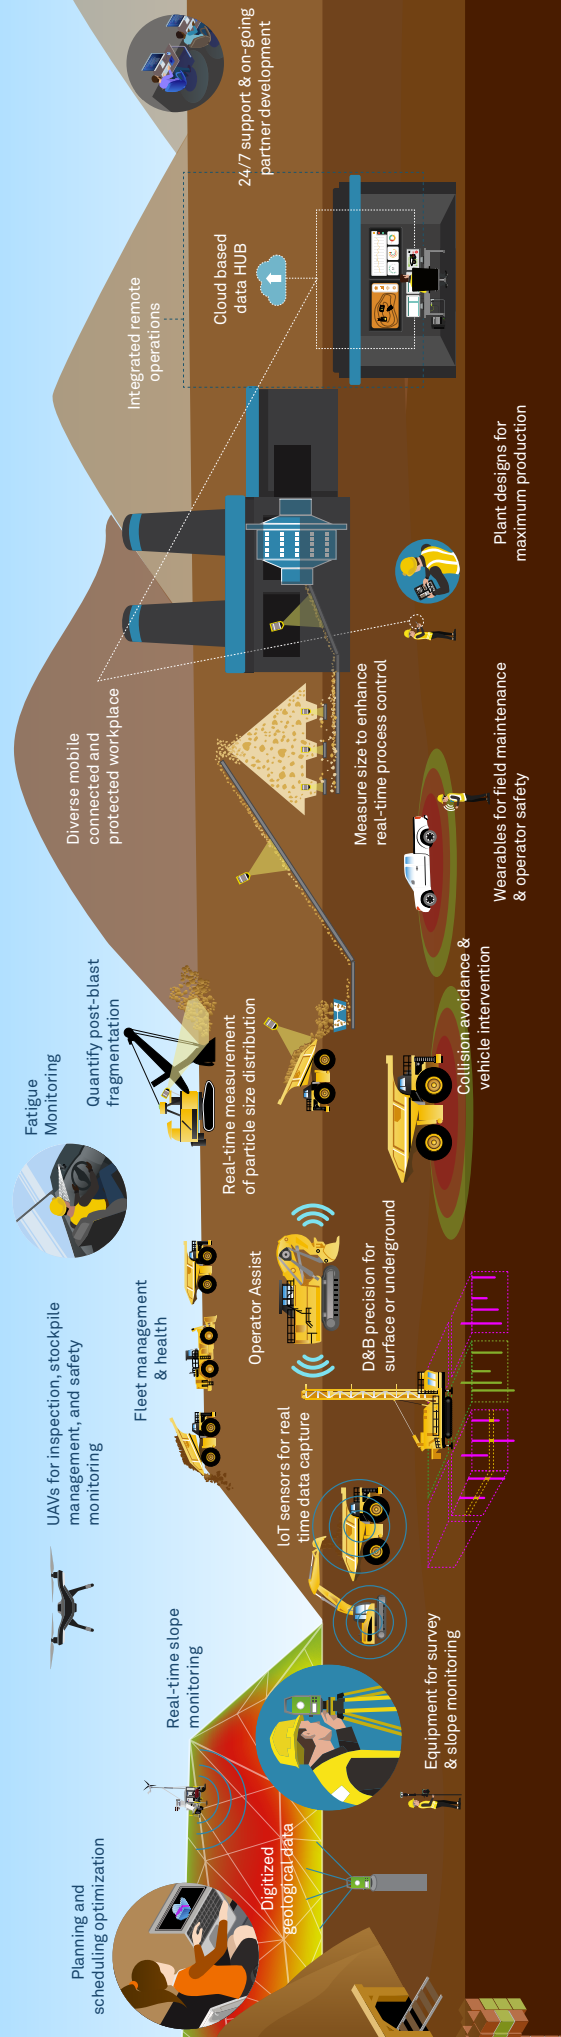 Planning and
scheduling optimization
Digitized
geological data
Real-time slope
monitoring
Equipment for survey
& slope monitoring
UAVs for inspection, stockpile
management, and safety
monitoring
IoT sensors for real
time data capture
Fleet management
& health
Operator Assist
D&B precision for
surface or underground
Fatigue
Monitoring
Quantify post-blast
fragmentation
Real-time measurement
of particle size distribution
Collision avoidance &
vehicle intervention
Diverse mobile
connected and
protected workplace
Measure size to enhance
real-time process control
Wearables for field maintenance
& operator safety
Plant designs for
maximum production
Integrated remote
operations
Cloud based
data HUB
24/7 support & on-going
partner development